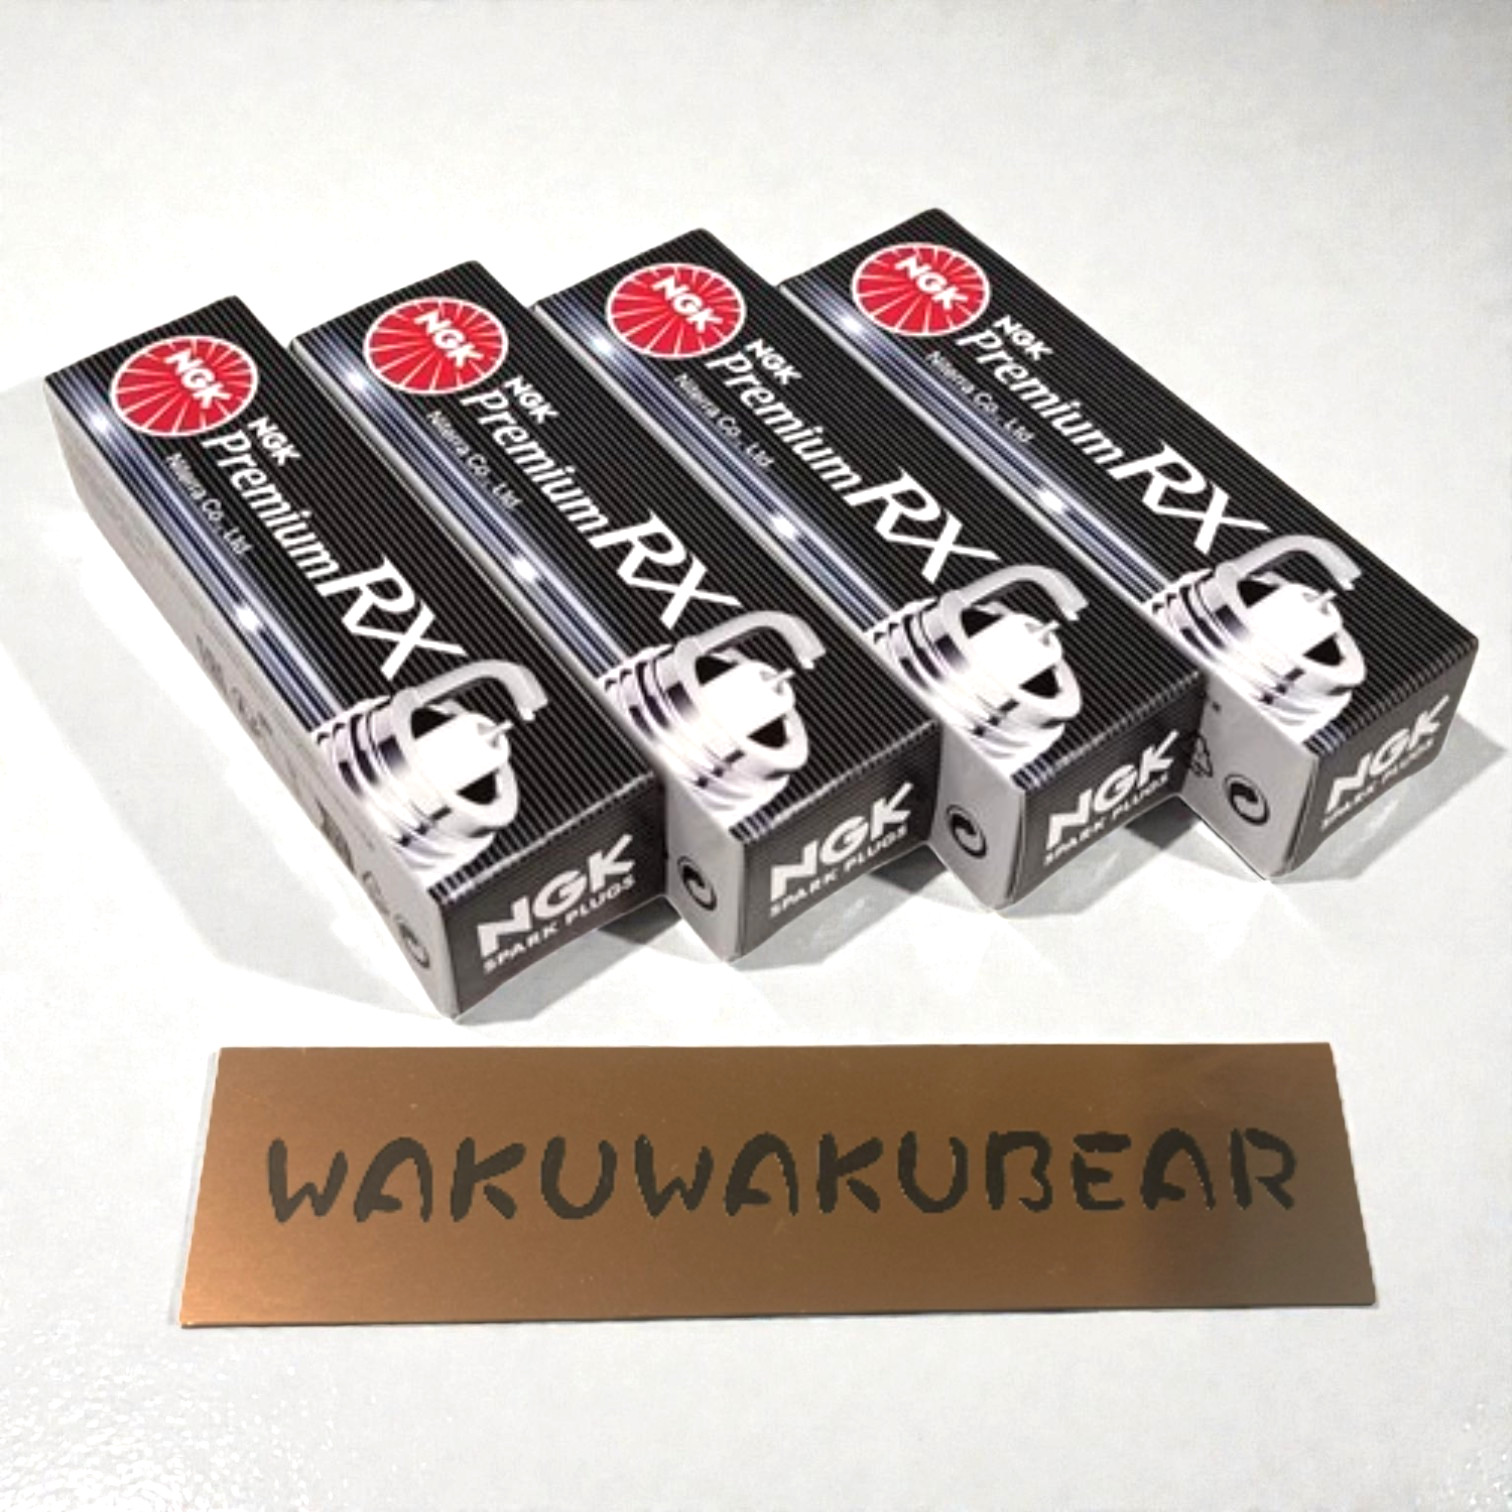 NGK
NGK
Premium RX
Niterra Co., Ltd
NGK
SPARK PLUGS
NGK
NGK
Premium RX
Niterra Co., Ltd
NGK
SPARK PLUGS
NGK
NGK
Premium RX
Niterra Co., Ltd
NGK
SPARK PLUGS
NGK
NGK
Premium RX
Niterra Co., Ltd
NGK
SPARK PLUGS
WAKUWAKUBEAR